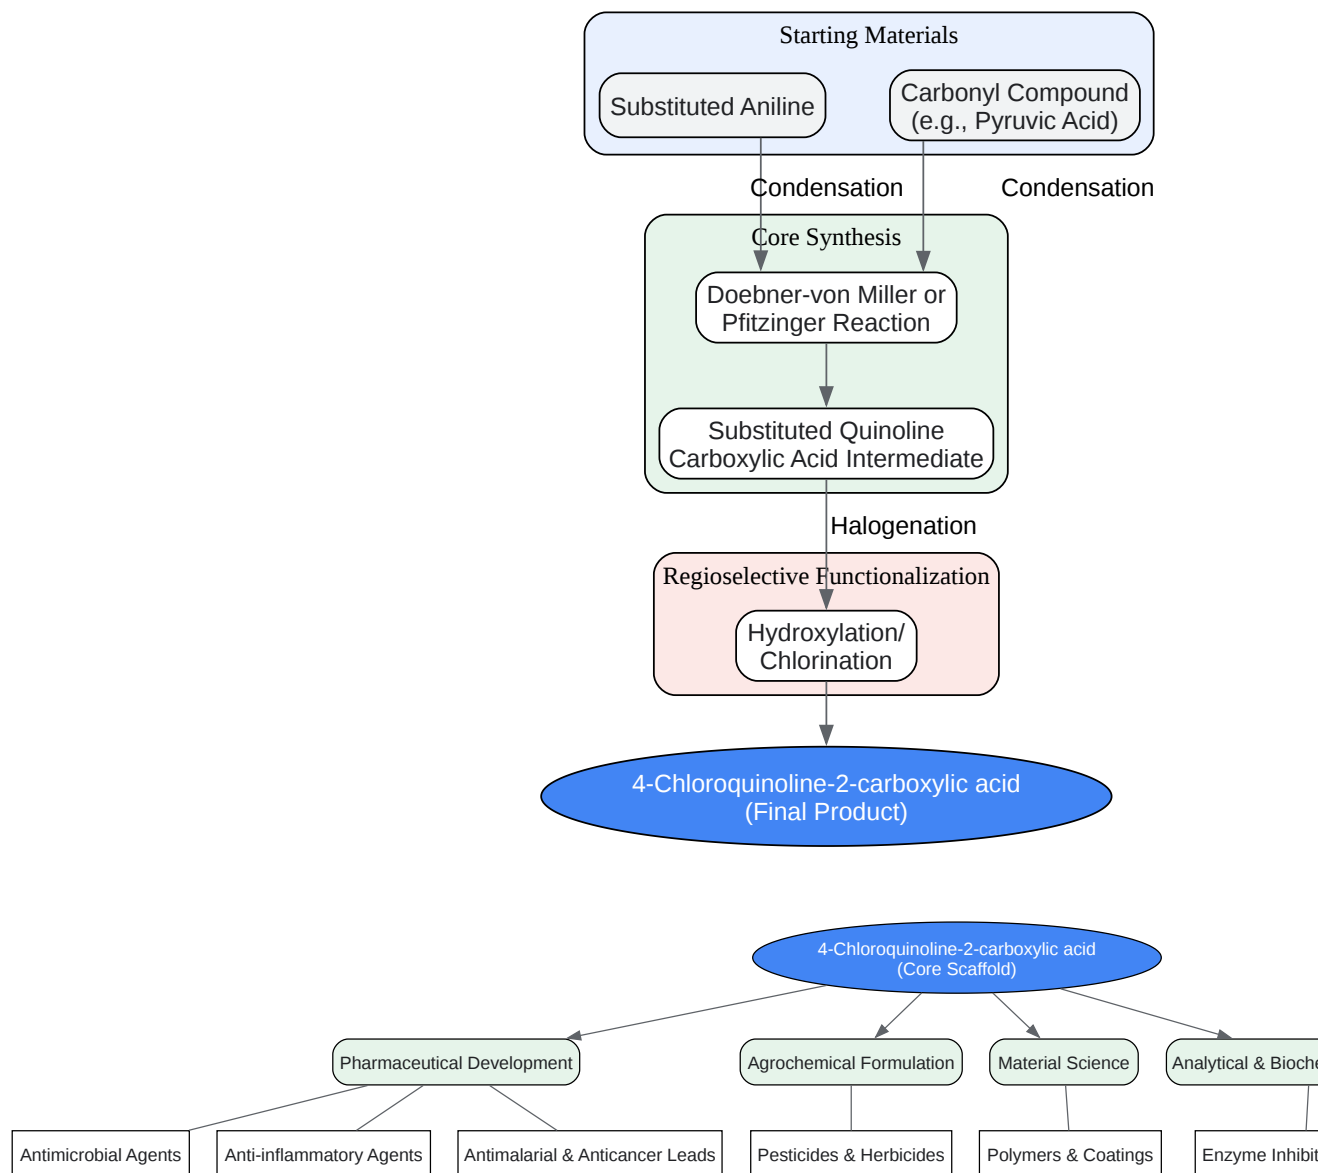 Starting Materials
Substituted Aniline
Carbonyl Compound
(e.g., Pyruvic Acid)
Condensation
Condensation
Core Synthesis
Doebner-von Miller or
Pfitzinger Reaction
Substituted Quinoline
Carboxylic Acid Intermediate
Halogenation
Regioselective Functionalization
Hydroxylation/
Chlorination
4-Chloroquinoline-2-carboxylic acid
(Final Product)
4-Chloroquinoline-2-carboxylic acid
(Core Scaffold)
Pharmaceutical Development
Agrochemical Formulation
Material Science
Analytical &
Antimicrobial Agents
Anti-inflammatory Agents
Antimalarial & Anticancer Leads
Pesticides & Herbicides
Polymers & Coatings
Enzyme